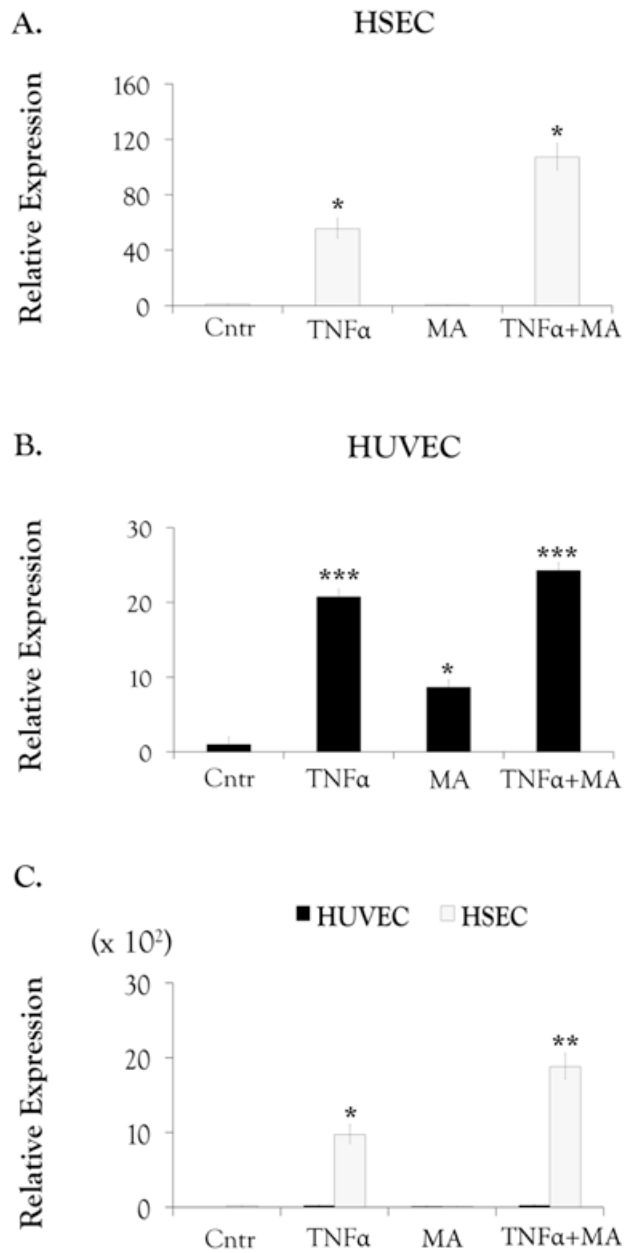 A.
HSEC
Relative Expression
160
120
80
40
0
*
*
Cntr TNFα MA TNFα+MA
B.
HUVEC
Relative Expression
30
20
10
0
***
*
***
Cntr TNFα MA TNFα+MA
C.
HUVEC HSEC
(x 10²)
Relative Expression
30
20
10
0
*
**
Cntr TNFα MA TNFα+MA